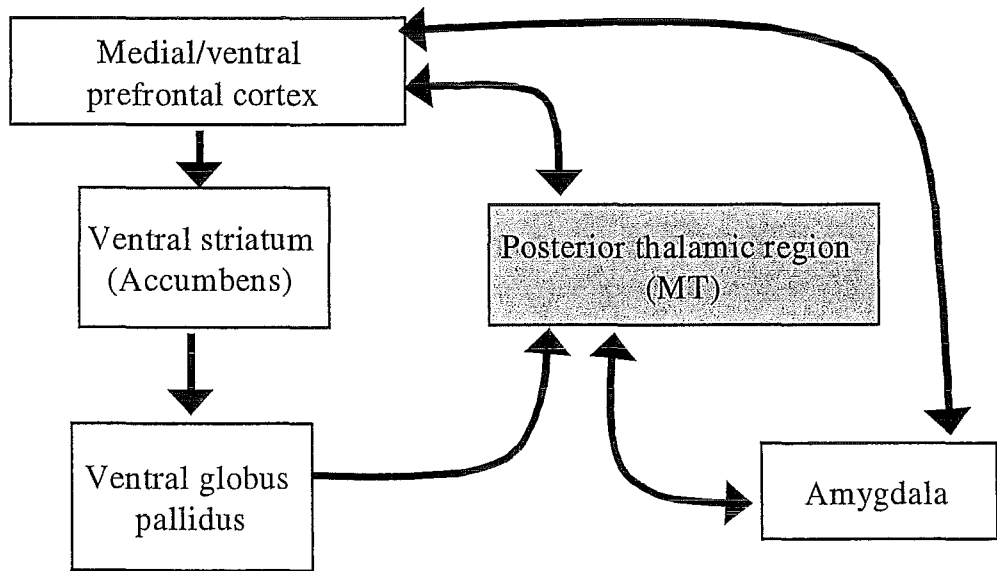 Medial/ventral
prefrontal cortex
Ventral striatum
(Accumbens)
Posterior thalamic region
(MT)
Ventral globus
pallidus
Amygdala